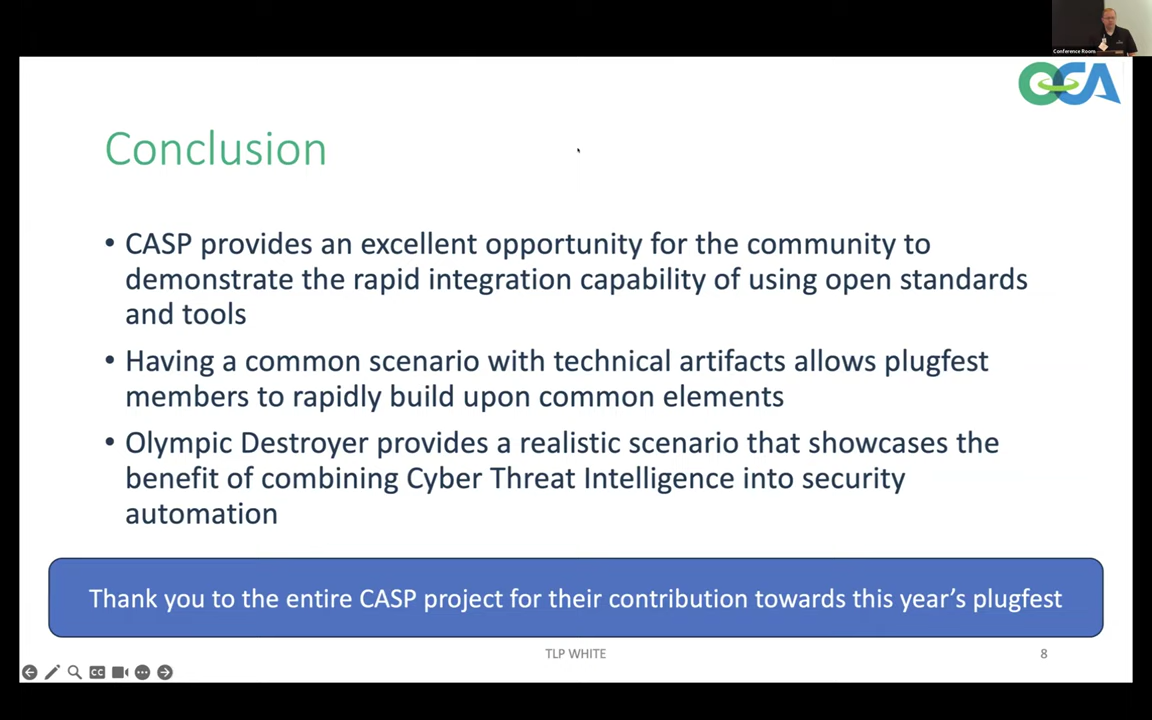 Conference Room
OCA
Conclusion
• CASP provides an excellent opportunity for the community to
demonstrate the rapid integration capability of using open standards
and tools
• Having a common scenario with technical artifacts allows plugfest
members to rapidly build upon common elements
• Olympic Destroyer provides a realistic scenario that showcases the
benefit of combining Cyber Threat Intelligence into security
automation
Thank you to the entire CASP project for their contribution towards this year’s plugfest
TLP WHITE
8
CC